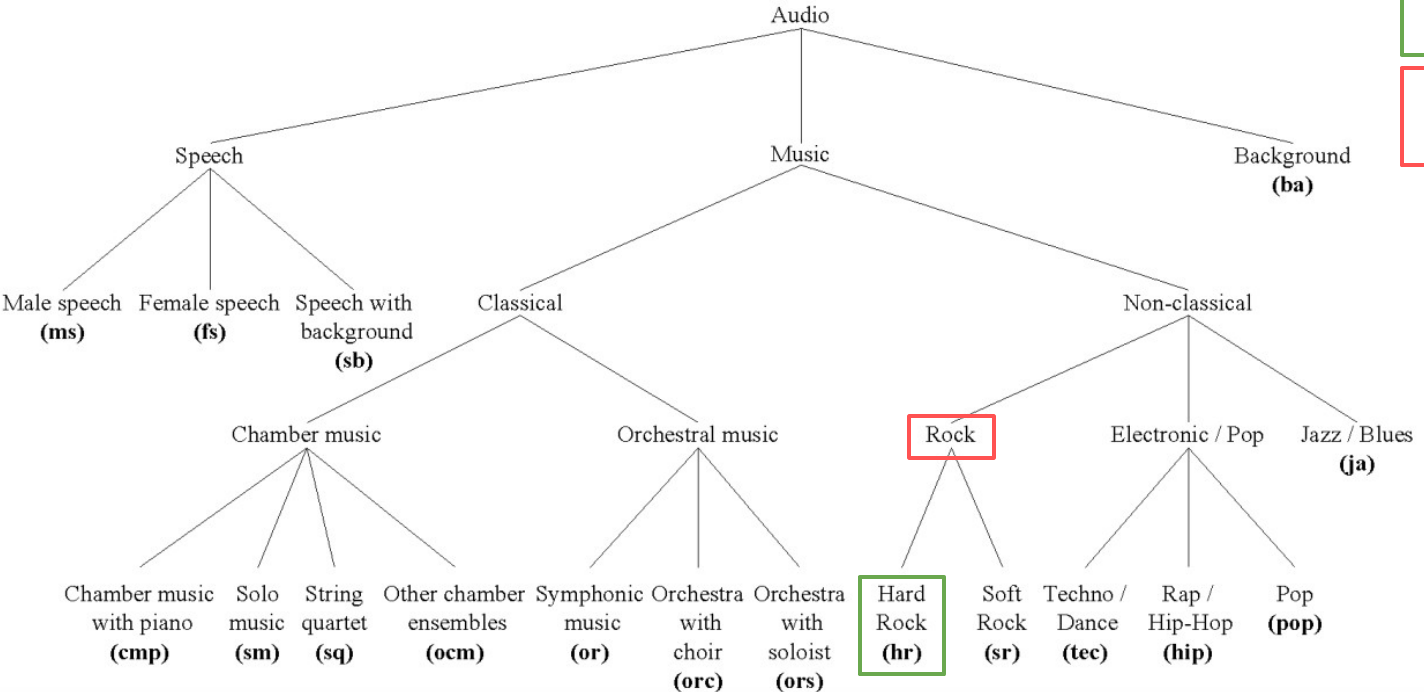 Audio
Speech
Music
Background
(ba)
Male speech
(ms)
Female speech
(fs)
Speech with
background
(sb)
Classical
Non-classical
Chamber music
Orchestral music
Rock
Electronic / Pop
Jazz / Blues
(ja)
Chamber music
with piano
(cmp)
Solo
music
(sm)
String
quartet
(sq)
Other chamber
ensembles
(ocm)
Symphonic
music
(or)
Orchestra
with
choir
(orc)
Orchestra
with
soloist
(ors)
Hard
Rock
(hr)
Soft
Rock
(sr)
Techno /
Dance
(tec)
Rap /
Hip-Hop
(hip)
Pop
(pop)